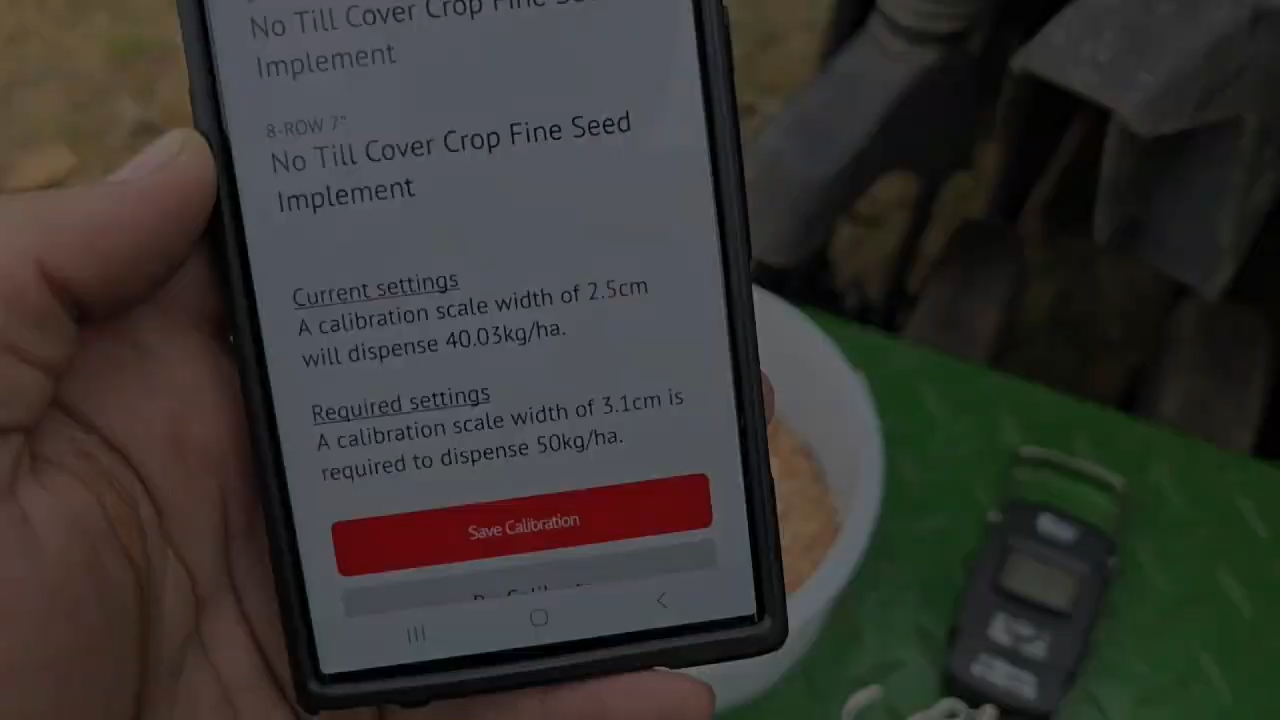 No Till Cover Crop Fine
Implement
8-ROW 7"
No Till Cover Crop Fine Seed
Implement
Current settings
A calibration scale width of 2.5cm
will dispense 40.03kg/ha.
Required settings
A calibration scale width of 3.1cm is
required to dispense 50kg/ha.
Save Calibration